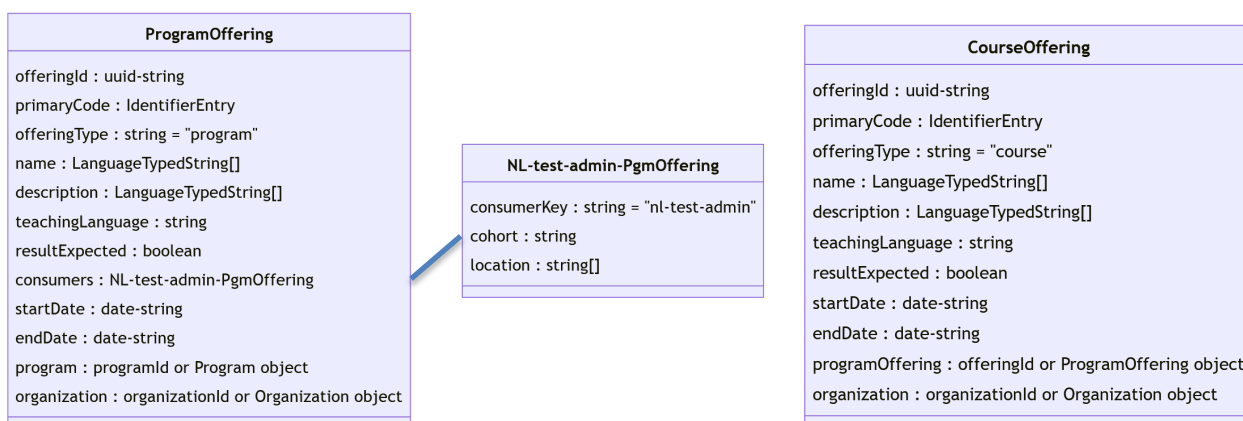 ProgramOffering
offeringId : uuid-string
primaryCode : IdentifierEntry
offeringType : string = "program"
name : LanguageTypedString[]
description : LanguageTypedString[]
teachingLanguage : string
resultExpected : boolean
consumers : NL-test-admin-PgmOffering
startDate : date-string
endDate : date-string
program : programId or Program object
organization : organizationId or Organization object
NL-test-admin-PgmOffering
consumerKey : string = "nl-test-admin"
cohort : string
location : string[]
CourseOffering
offeringId : uuid-string
primaryCode : IdentifierEntry
offeringType : string = "course"
name : LanguageTypedString[]
description : LanguageTypedString[]
teachingLanguage : string
resultExpected : boolean
startDate : date-string
endDate : date-string
programOffering : offeringId or ProgramOffering object
organization : organizationId or Organization object